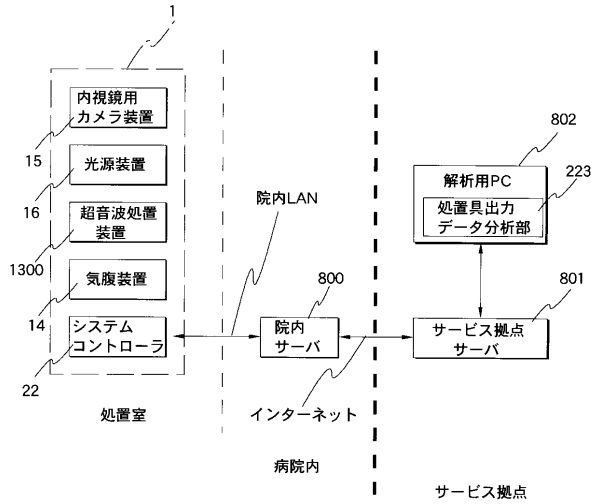 1
内視鏡用
カメラ装置
15
光源装置
16
超音波処置
装置
1300
気腹装置
14
システム
コントローラ
22
処置室
院内LAN
800
院内
サーバ
インターネット
病院内
802
解析用PC
223
処置具出力
データ分析部
801
サービス拠点
サーバ
サービス拠点